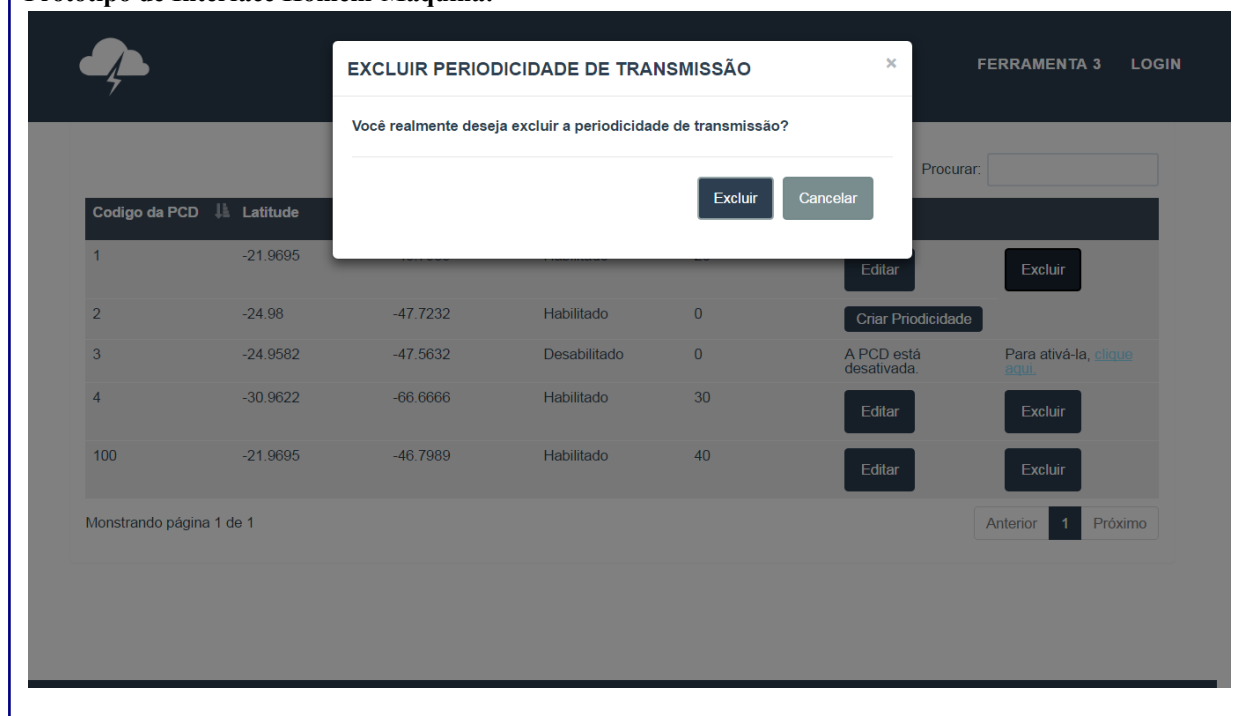 Protótipo de Interface Homem-Máquina:
EXCLUIR PERIODICIDADE DE TRANSMISSÃO ×
FERRAMENTA 3 LOGIN
Você realmente deseja excluir a periodicidade de transmissão?
Procurar:
Excluir Cancelar
Codigo da PCD Latitude
1 -21.9695 Editar Excluir
2 -24.98 -47.7232 Habilitado 0 Criar Priodicidade
3 -24.9582 -47.5632 Desabilitado 0 A PCD está Para ativá-la, clique
desativada. aqui.
4 -30.9622 -66.6666 Habilitado 30 Editar Excluir
100 -21.9695 -46.7989 Habilitado 40 Editar Excluir
Monstrando página 1 de 1 Anterior 1 Próximo